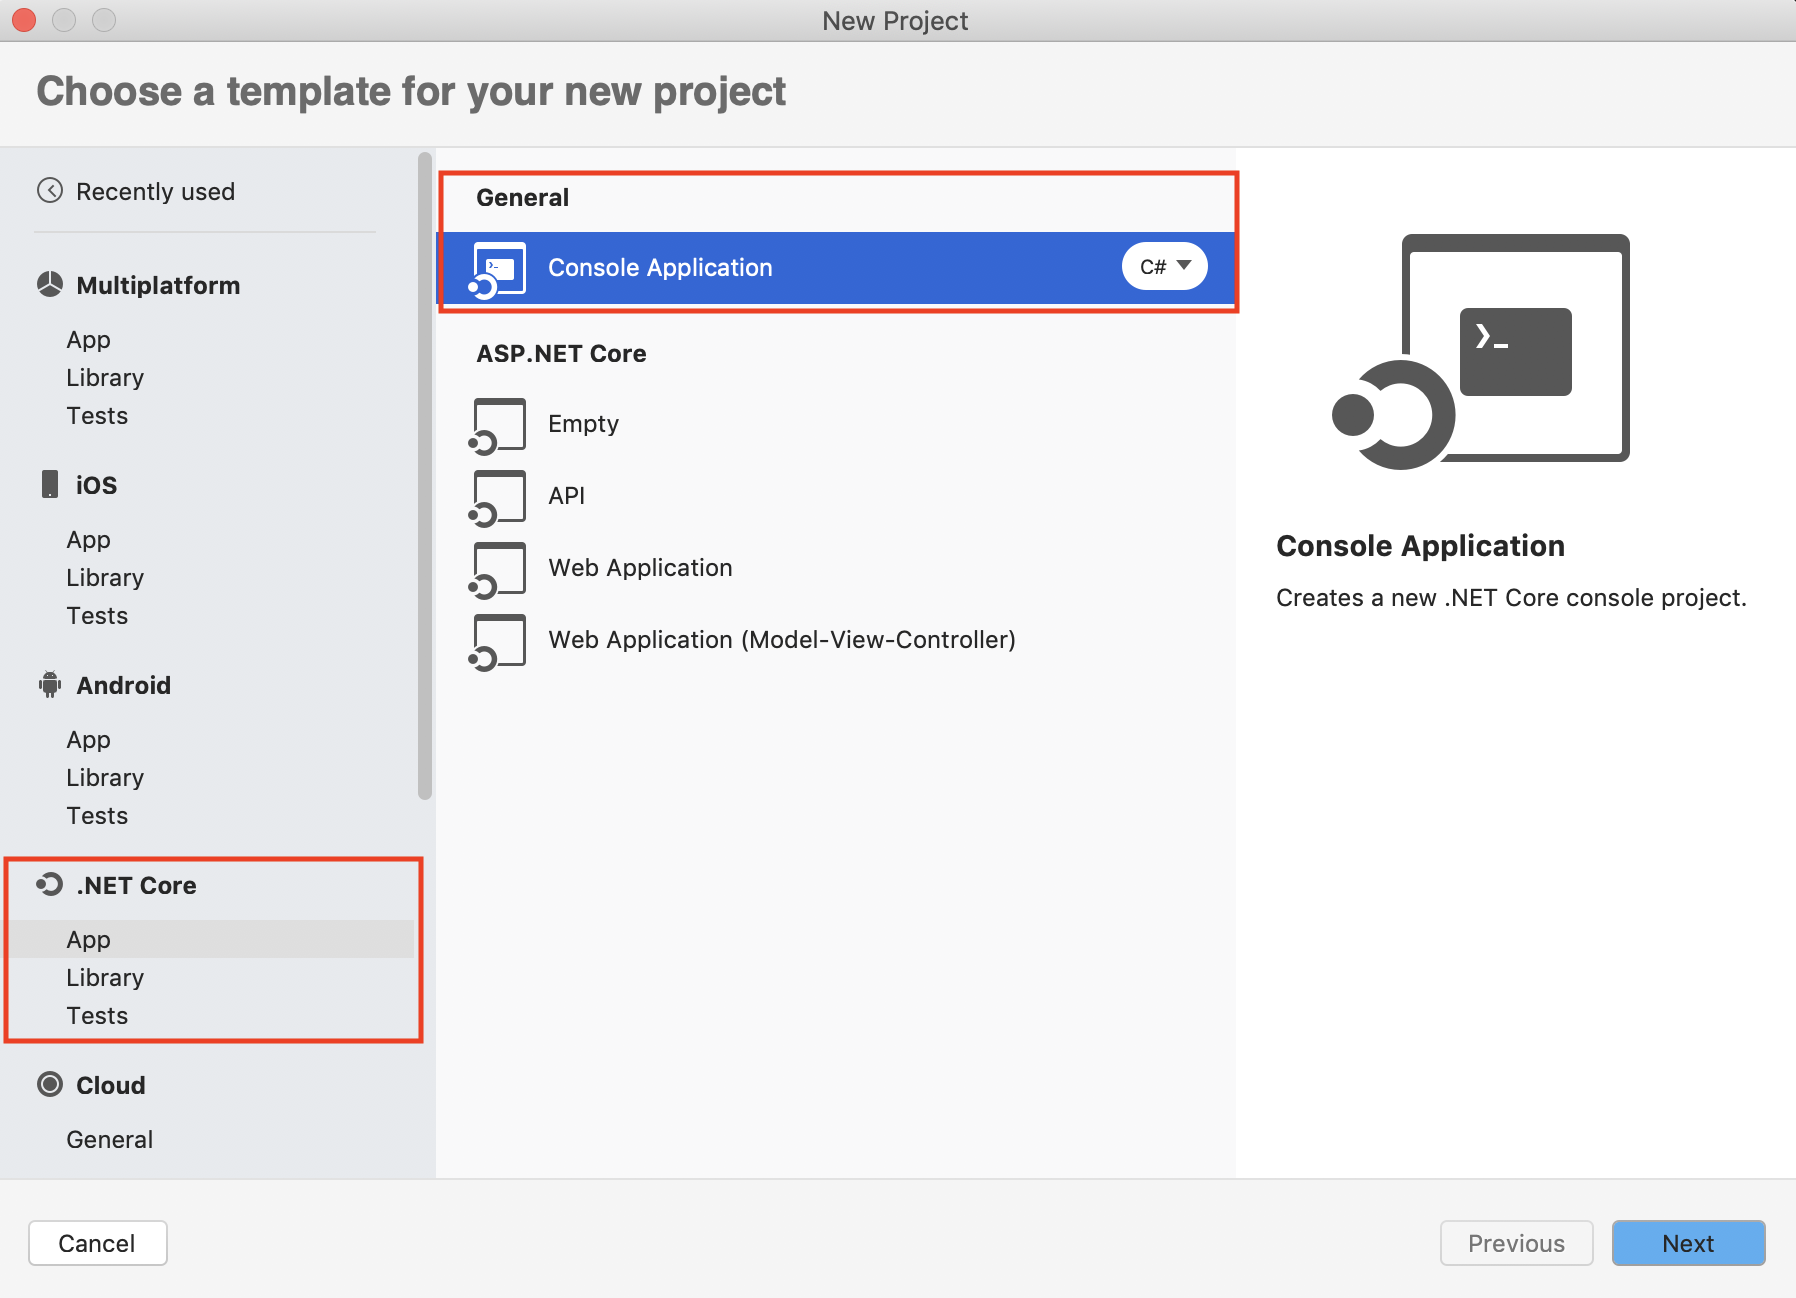 New Project
Choose a template for your new project
Recently used
Multiplatform
App
Library
Tests
iOS
App
Library
Tests
Android
App
Library
Tests
.NET Core
App
Library
Tests
Cloud
General
General
Console Application
C#
ASP.NET Core
Empty
API
Web Application
Web Application (Model-View-Controller)
Console Application
Creates a new .NET Core console project.
Cancel
Previous
Next